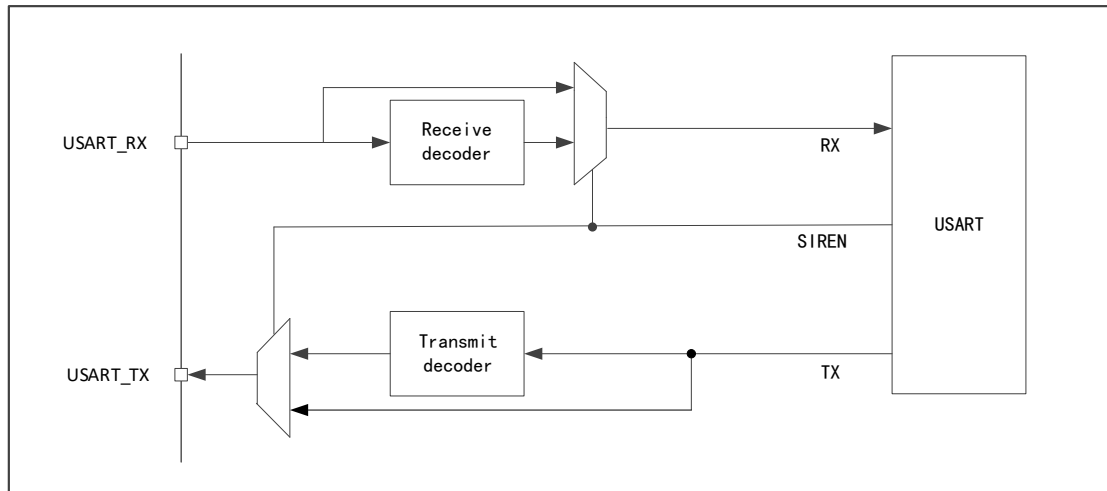 USART_RX
Receive
decoder
RX
SIREN
USART
Transmit
decoder
USART_TX
TX